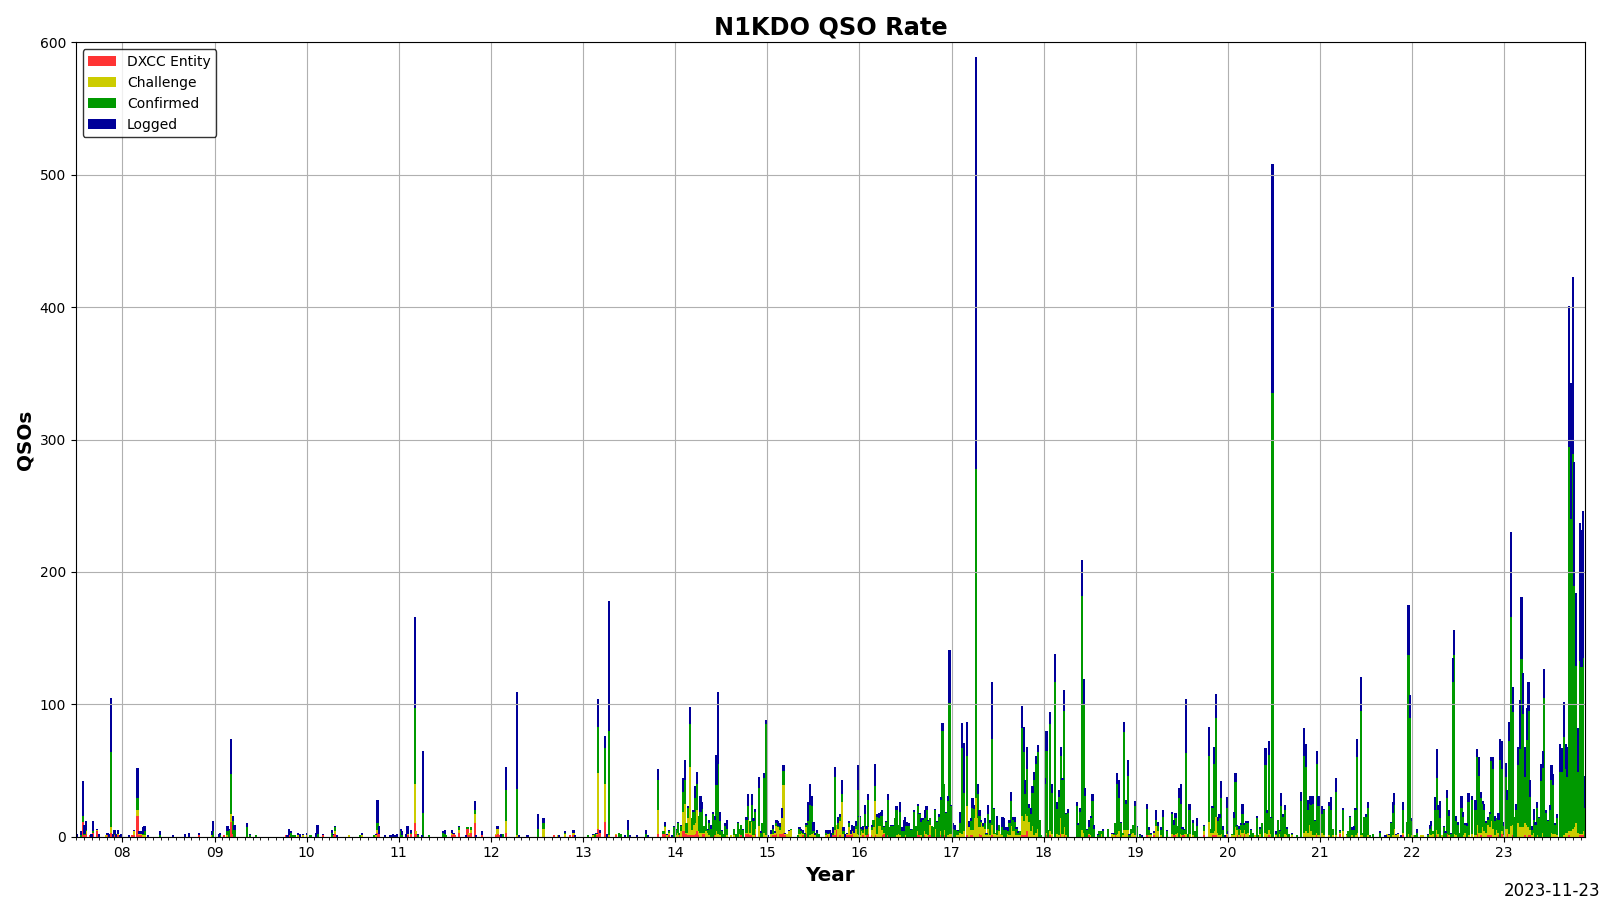 N1KDO QSO Rate
600
500
400
300
200
100
0
QSOs
DXCC Entity
Challenge
Confirmed
Logged
08 09 10 11 12 13 14 15 16 17 18 19 20 21 22 23
Year
2023-11-23